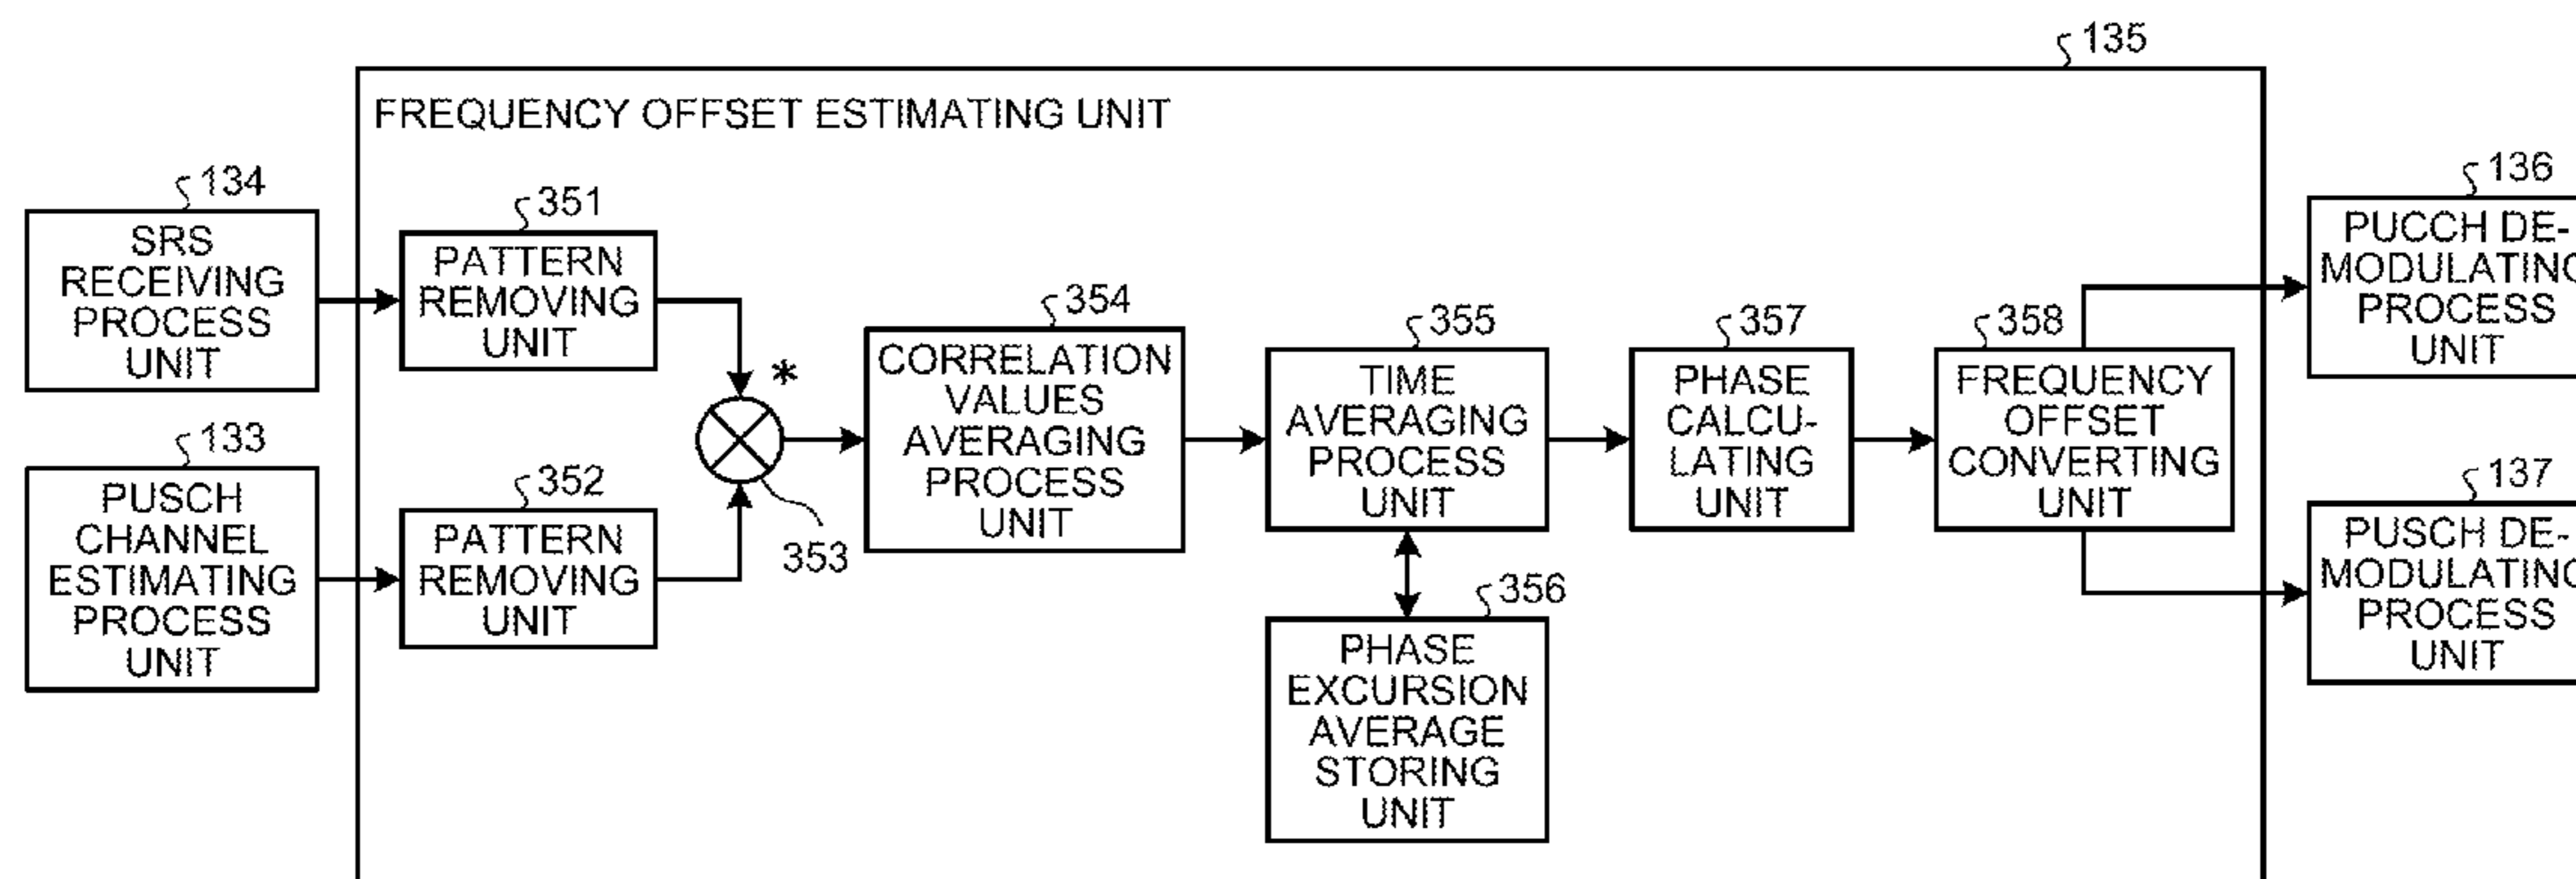 135
FREQUENCY OFFSET ESTIMATING UNIT
134
SRS
RECEIVING
PROCESS
UNIT
133
PUSCH
CHANNEL
ESTIMATING
PROCESS
UNIT
351
PATTERN
REMOVING
UNIT
352
PATTERN
REMOVING
UNIT
*
353
354
CORRELATION
VALUES
AVERAGING
PROCESS
UNIT
355
TIME
AVERAGING
PROCESS
UNIT
356
PHASE
EXCURSION
AVERAGE
STORING
UNIT
357
PHASE
CALCU-
LATING
UNIT
358
FREQUENCY
OFFSET
CONVERTING
UNIT
136
PUCCH DE-
MODULATING
PROCESS
UNIT
137
PUSCH DE-
MODULATING
PROCESS
UNIT